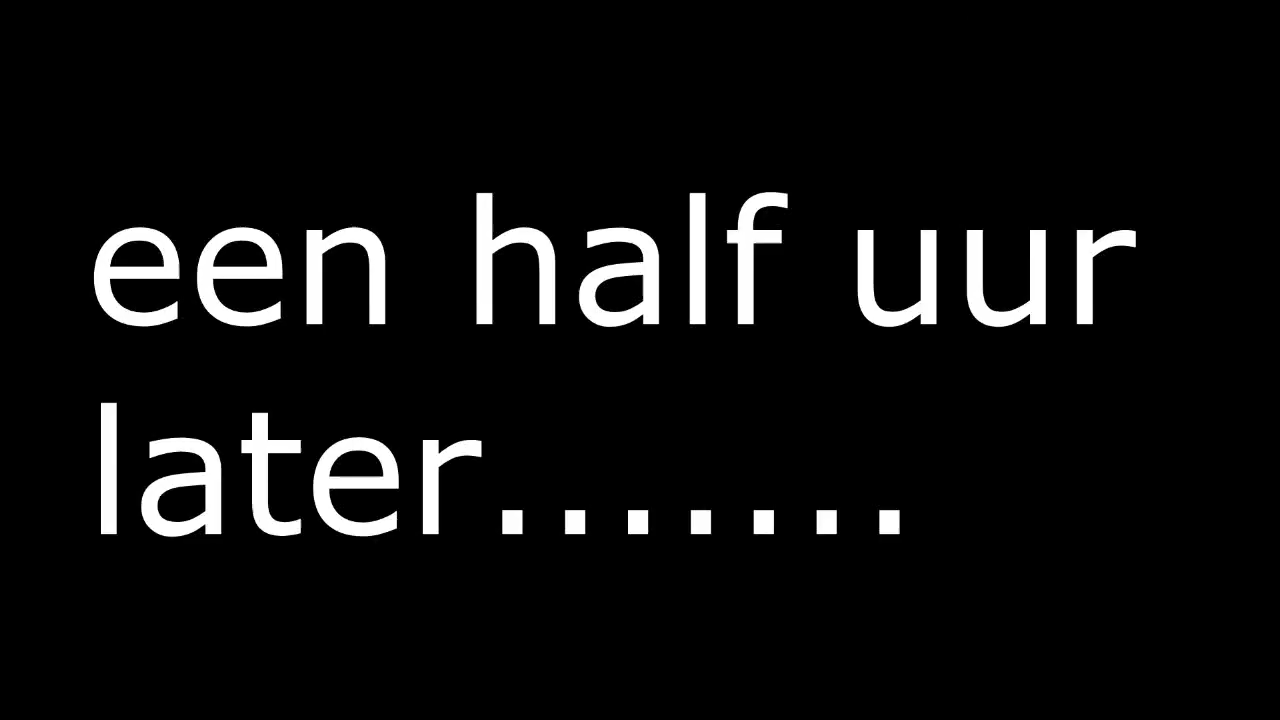 een half uur
later.......